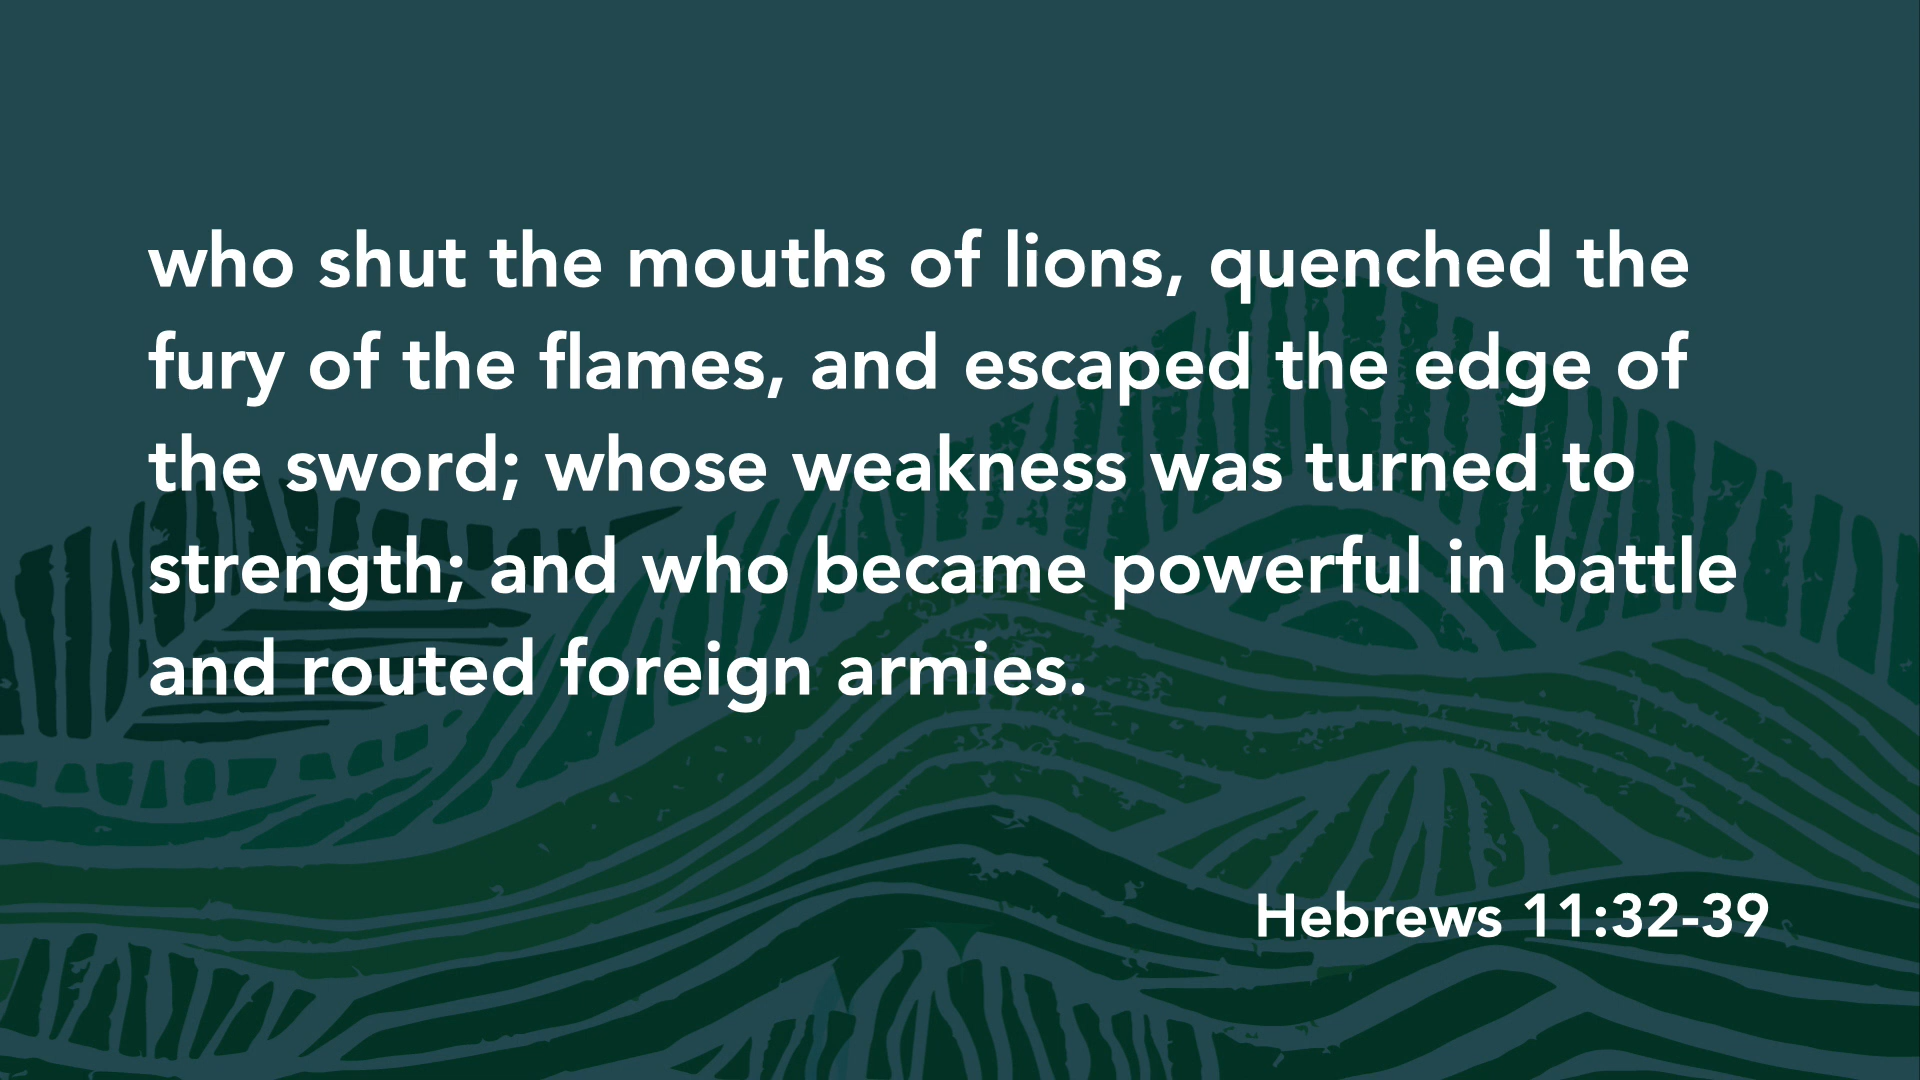 who shut the mouths of lions, quenched the
fury of the flames, and escaped the edge of
the sword; whose weakness was turned to
strength; and who became powerful in battle
and routed foreign armies.
Hebrews 11:32-39